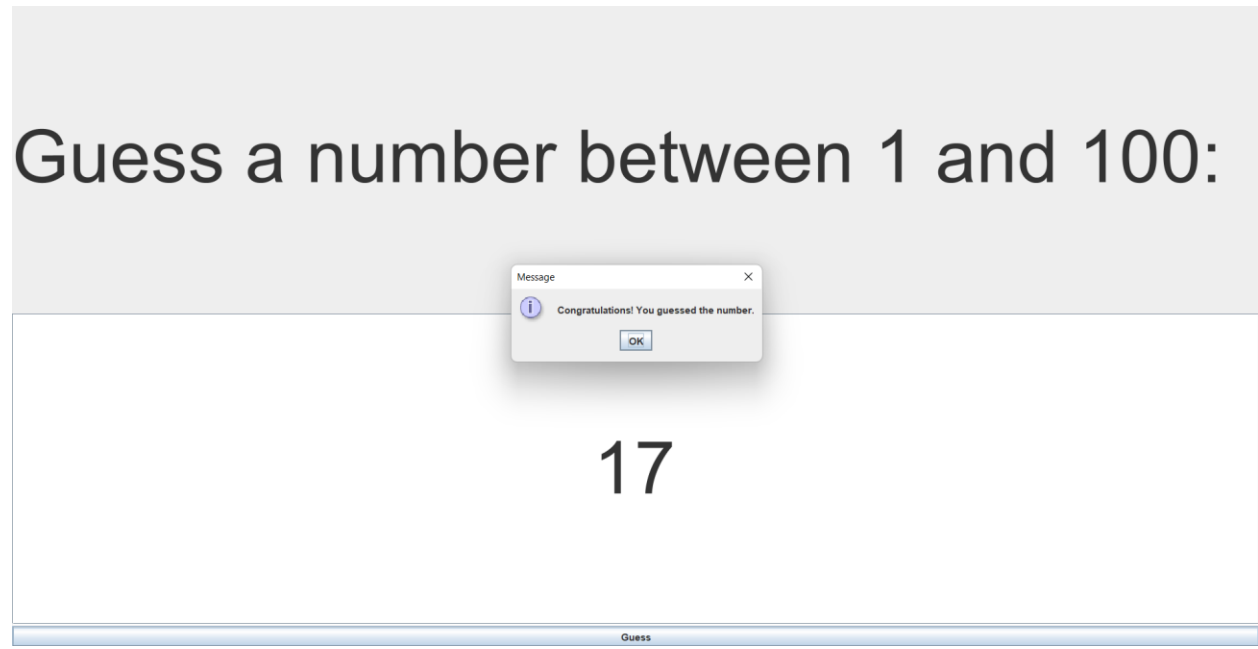 Guess a number between 1 and 100:
Message
i
Congratulations! You guessed the number.
OK
17
Guess